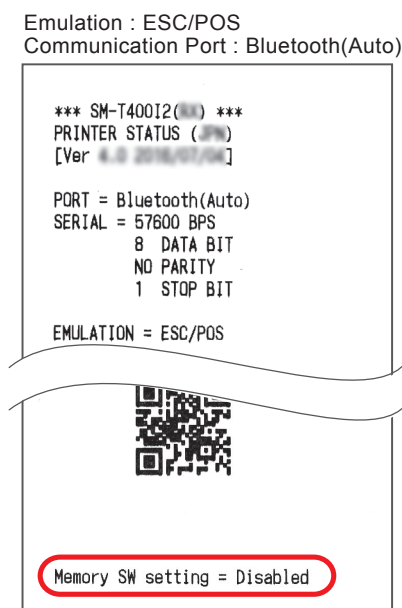 Emulation : ESC/POS
Communication Port : Bluetooth(Auto)
*** SM-T400I2( ) ***
PRINTER STATUS ( )
[Ver ]
PORT = Bluetooth(Auto)
SERIAL = 57600 BPS
8 DATA BIT
NO PARITY
1 STOP BIT
EMULATION = ESC/POS
Memory SW setting = Disabled